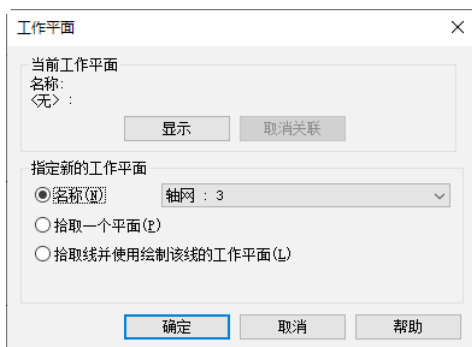 工作平面
当前工作平面
名称:
<无> :
显示 取消关联
指定新的工作平面
名称(N) 轴网 : 3
拾取一个平面(P)
拾取线并使用绘制该线的工作平面(L)
确定 取消 帮助